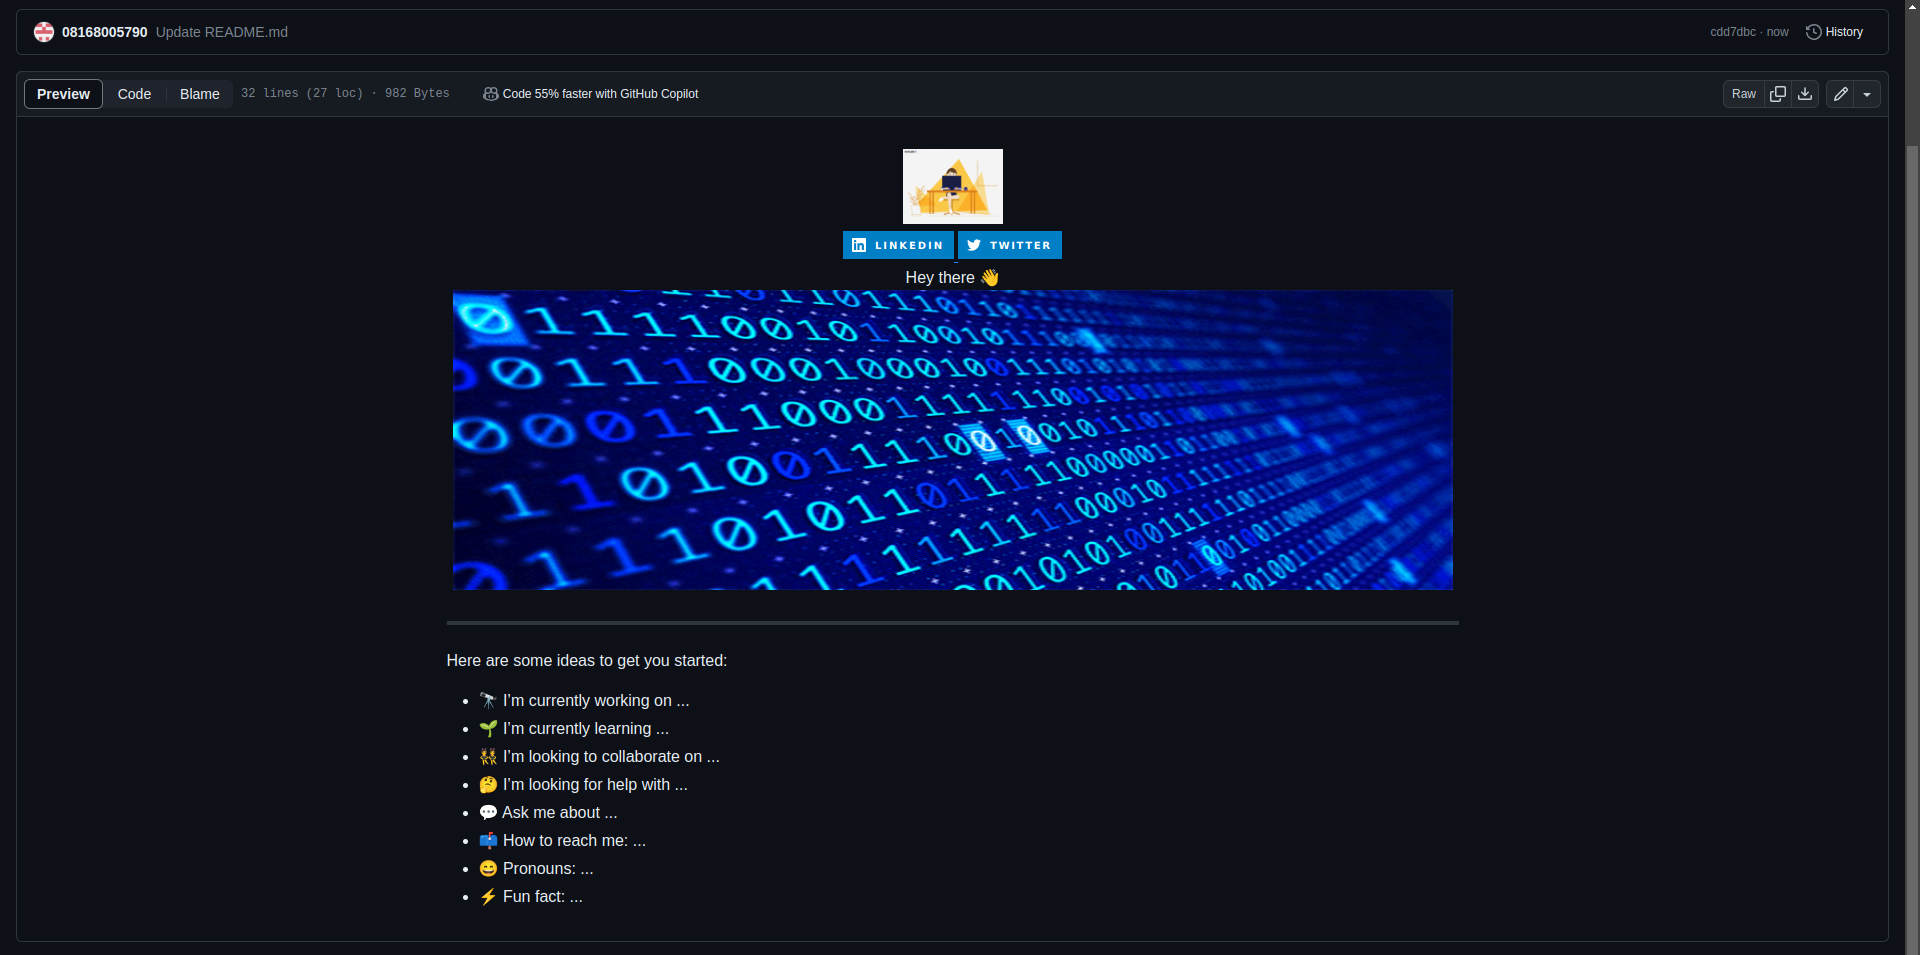 08168005790 Update README.md
cdd7dbc · now History
Preview Code Blame 32 lines (27 loc) · 982 Bytes Code 55% faster with GitHub Copilot
Raw
LINKEDIN TWITTER
Hey there 👋
Here are some ideas to get you started:
• 🔭 I’m currently working on ...
• 🌱 I’m currently learning ...
• 👯 I’m looking to collaborate on ...
• 🤔 I’m looking for help with ...
• 💬 Ask me about ...
• 📫 How to reach me: ...
• 😄 Pronouns: ...
• ⚡ Fun fact: ...